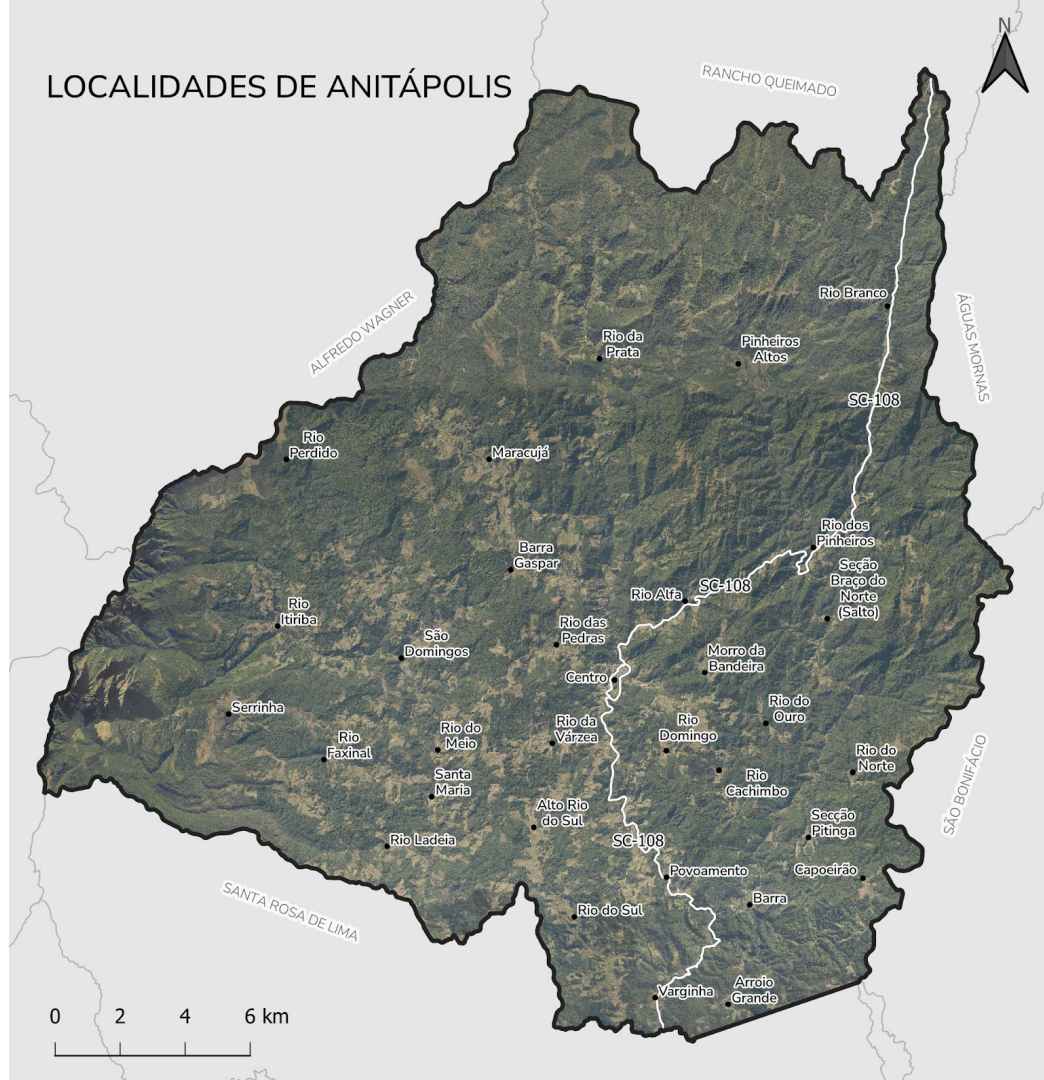 N
RANCHO QUEIMADO
LOCALIDADES DE ANITÁPOLIS
Rio Branco
ÁGUAS MORNAS
ALFREDO WAGNER
Rio da
Prata
Pinheiros
Altos
SC-108
Rio
Perdido
Maracujá
Rio dos
Pinheiros
Barra
Gaspar
Seção
Braço do
Norte
(Salto)
SC-108
Rio Alfa
Rio
Itiriba
São
Domingos
Rio das
Pedras
Morro da
Bandeira
Centro
Serrinha
Rio do
Ouro
Rio
Faxinal
Rio do
Meio
Rio da
Várzea
Rio
Domingo
Rio do
Norte
SÃO BONIFÁCIO
Santa
Maria
Rio
Cachimbo
Alto Rio
do Sul
Secção
Pitinga
Rio Ladeia
SC-108
Povoamento
Capoeirão
SANTA ROSA DE LIMA
Barra
Rio do Sul
Varginha
Arroio
Grande
0 2 4 6 km